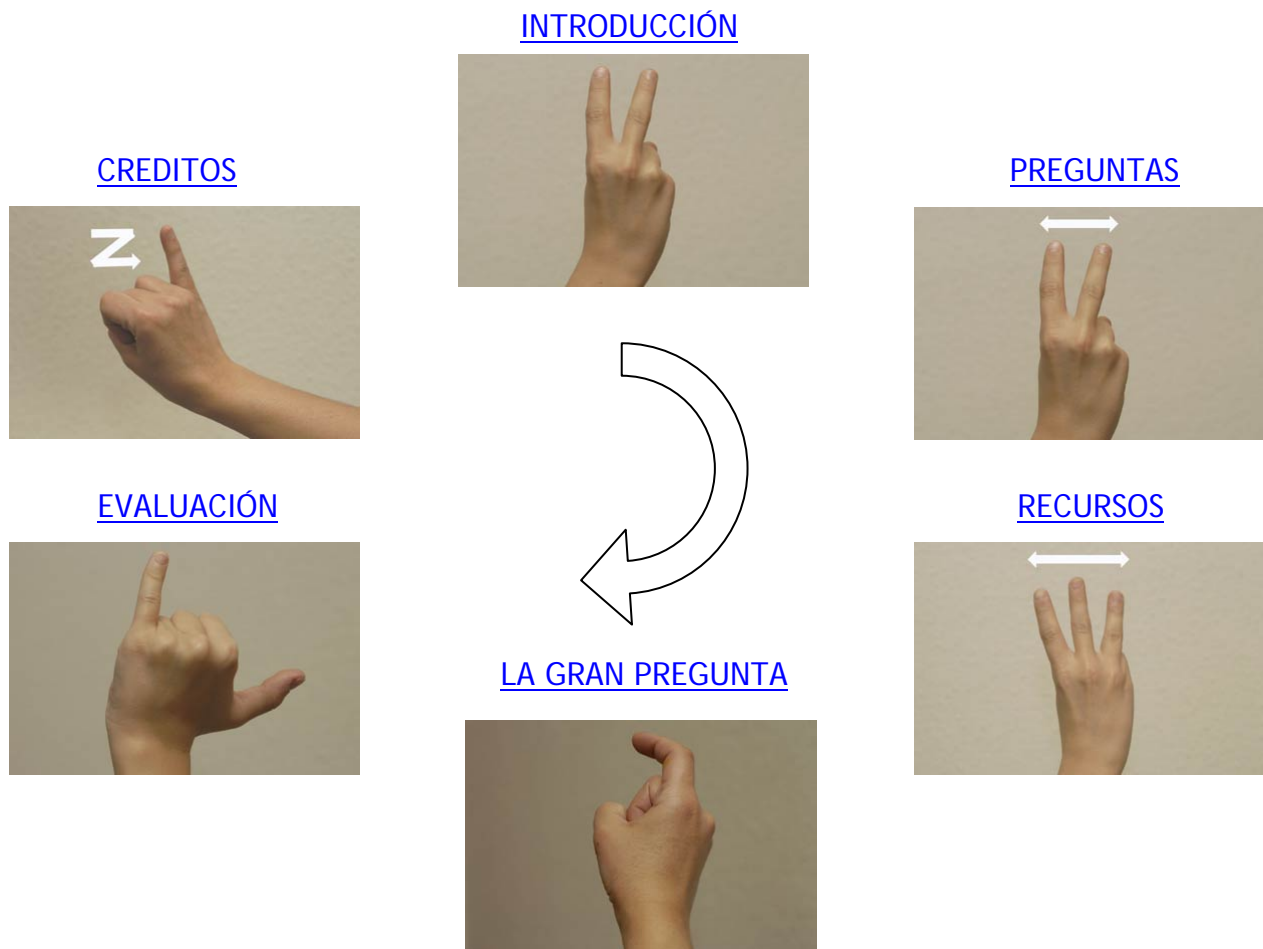 INTRODUCCIÓN
CREDITOS
PREGUNTAS
EVALUACIÓN
RECURSOS
LA GRAN PREGUNTA